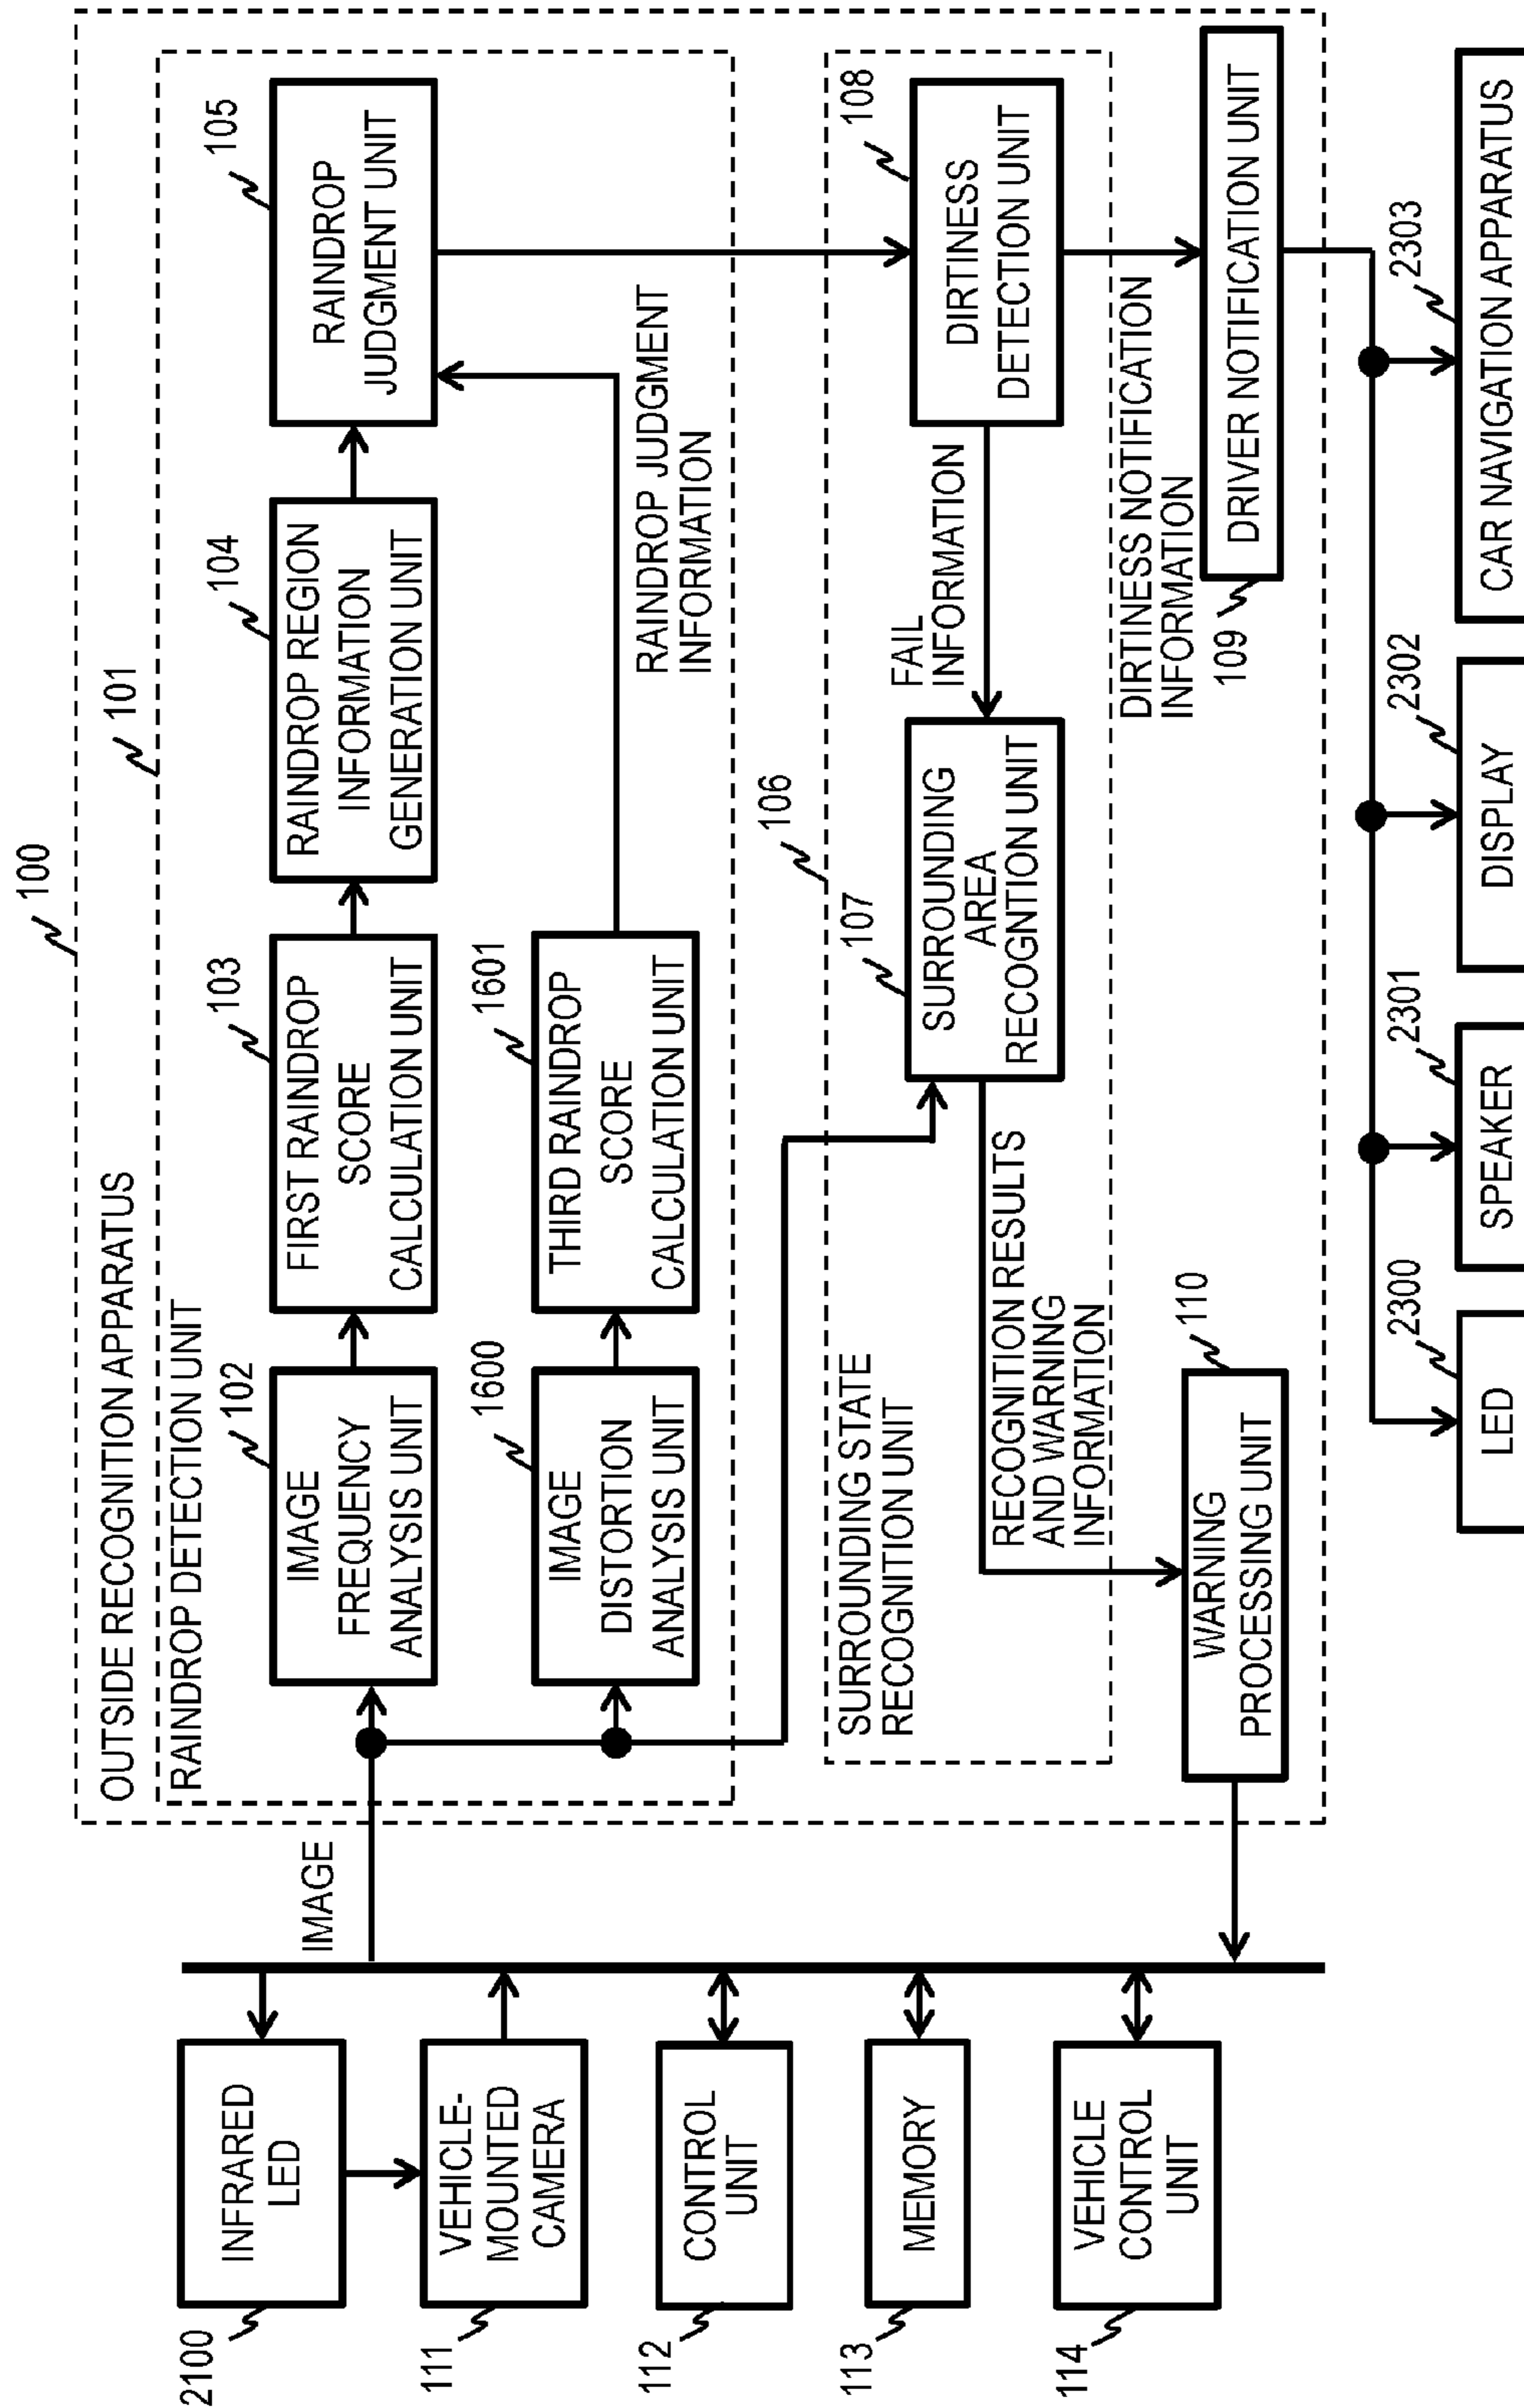 100
OUTSIDE RECOGNITION APPARATUS
101
RAINDROP DETECTION UNIT
102
IMAGE
FREQUENCY
ANALYSIS UNIT
103
FIRST RAINDROP
SCORE
CALCULATION UNIT
104
RAINDROP REGION
INFORMATION
GENERATION UNIT
105
RAINDROP
JUDGMENT UNIT
1600
IMAGE
DISTORTION
ANALYSIS UNIT
1601
THIRD RAINDROP
SCORE
CALCULATION UNIT
RAINDROP JUDGMENT
INFORMATION
IMAGE
2100
INFRARED
LED
111
VEHICLE-
MOUNTED
CAMERA
112
CONTROL
UNIT
113
MEMORY
114
VEHICLE
CONTROL
UNIT
106
SURROUNDING STATE
RECOGNITION UNIT
107
SURROUNDING
AREA
RECOGNTION UNIT
FAIL
INFORMATION
108
DIRTINESS
DETECTION UNIT
RECOGNITION RESULTS
AND WARNING
INFORMATION
DIRTINESS NOTIFICATION
INFORMATION
110
WARNING
PROCESSING UNIT
109
DRIVER NOTIFICATION UNIT
2300
LED
2301
SPEAKER
2302
DISPLAY
2303
CAR NAVIGATION APPARATUS